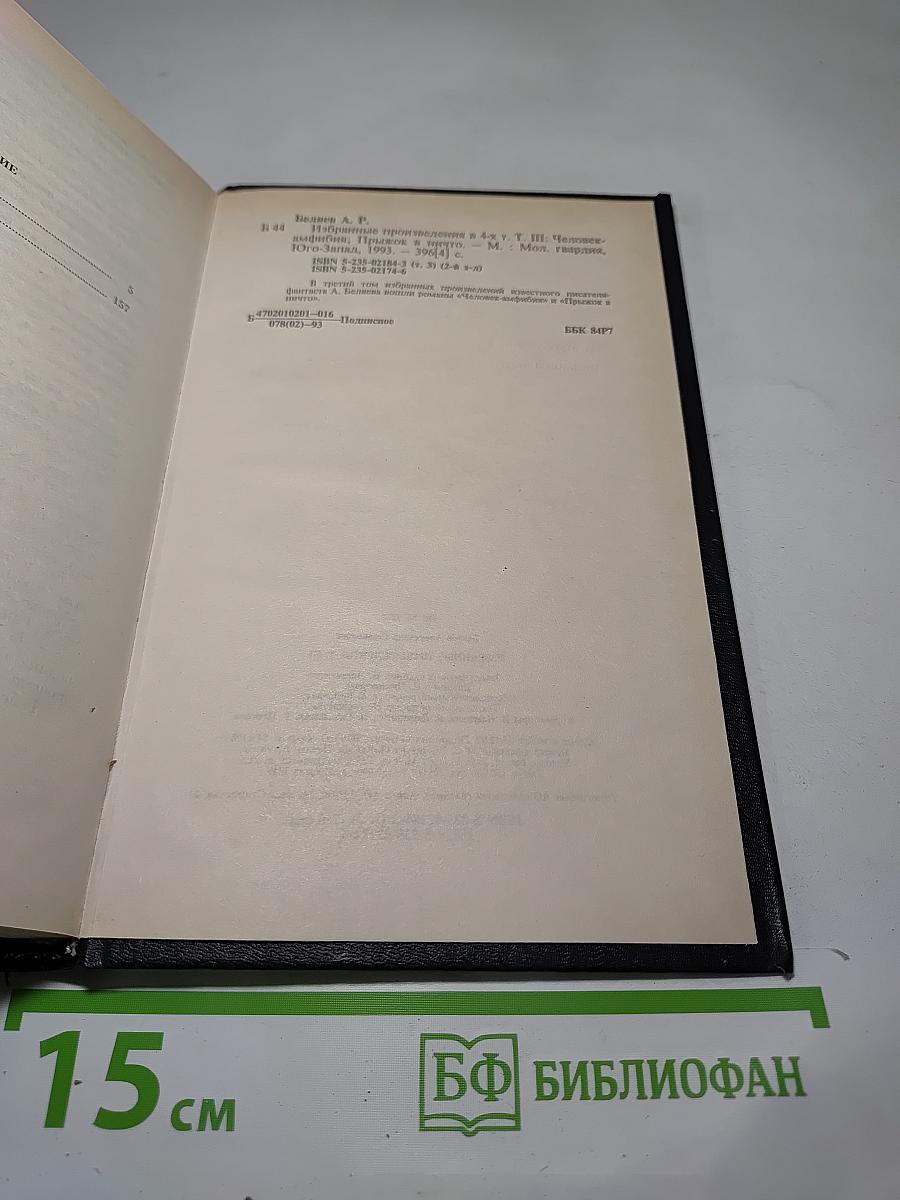 ИЕ
5
157
Беляев А. Р.
Б 44
Избранные произведения в 4-х т. Т. III: Человек-
амфибия; Прыжок в ничто. — М. : Мол. гвардия,
Юго-Запад, 1993. — 396[4] с.
ISBN 5-235-02184-3 (т. 3) (2-й з-д)
ISBN 5-235-02174-6
В третий том избранных произведений известного писателя-
фантаста А. Беляева вошли романы «Человек-амфибия» и «Прыжок в
ничто».
Б 4702010201—016
078(02)—93 —Подписное
ББК 84Р7
15 см
БФ БИБЛИОФАН